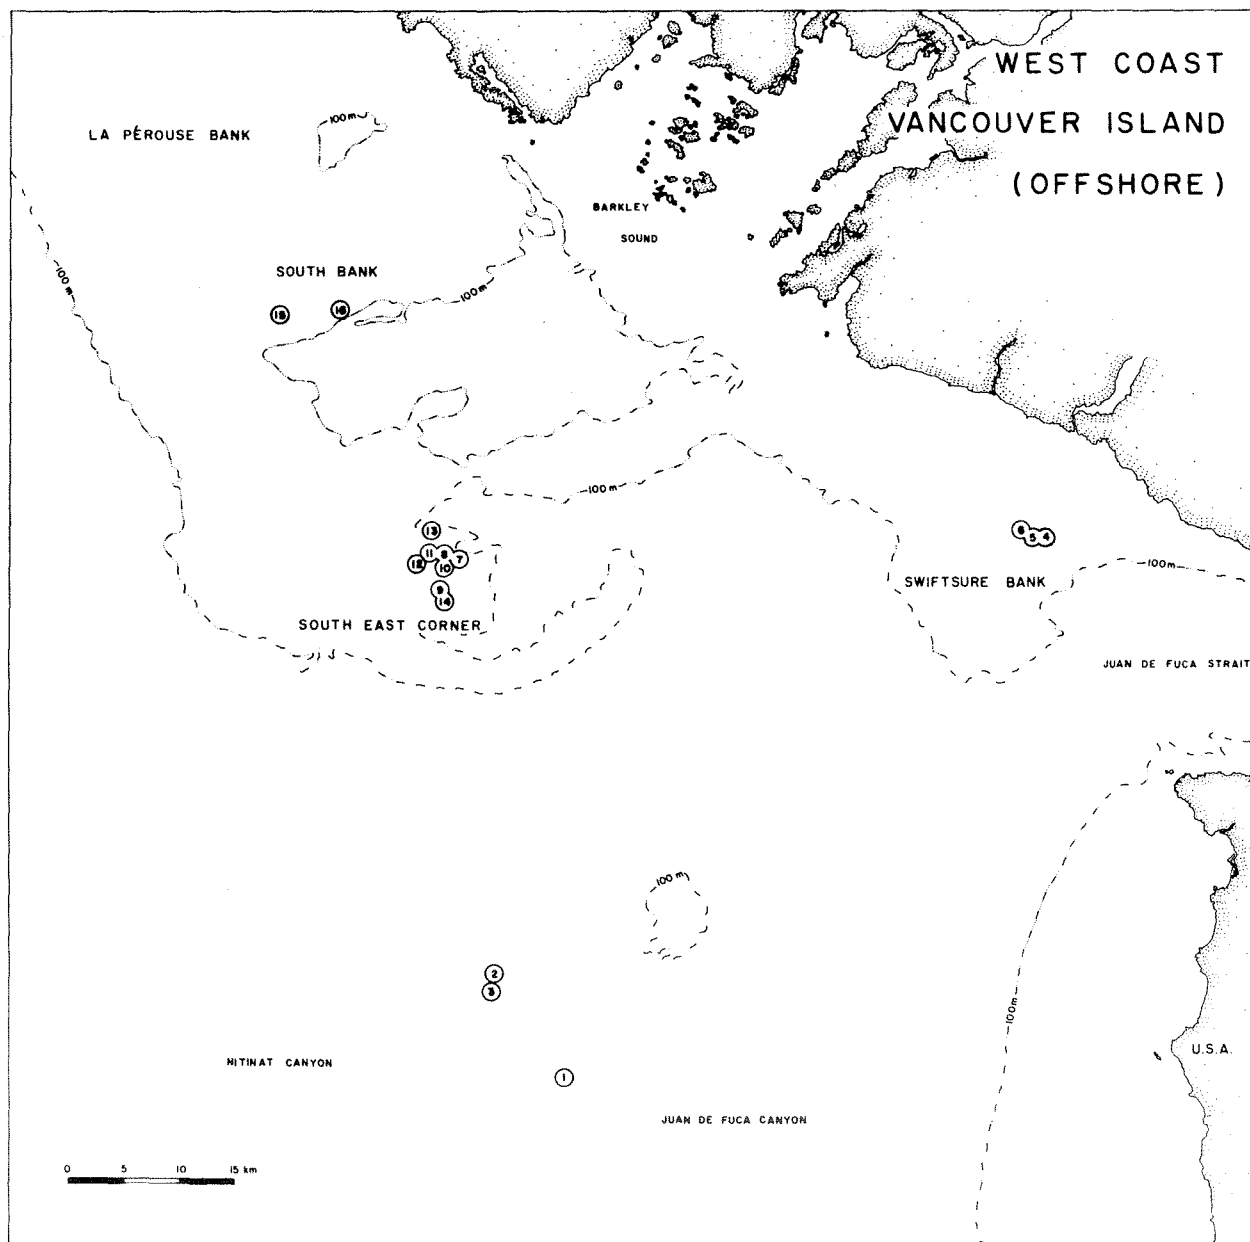 WEST COAST
VANCOUVER ISLAND
(OFFSHORE)
100m
LA PÉROUSE BANK
BARKLEY
SOUND
SOUTH BANK
100m
100m
15
16
100m
13
11
8
7
12
10
9
14
SOUTH EAST CORNER
6
5
4
SWIFTSURE BANK
100m
JUAN DE FUCA STRAIT
100m
2
3
100m
NITINAT CANYON
1
U.S.A.
JUAN DE FUCA CANYON
0 5 10 15 km